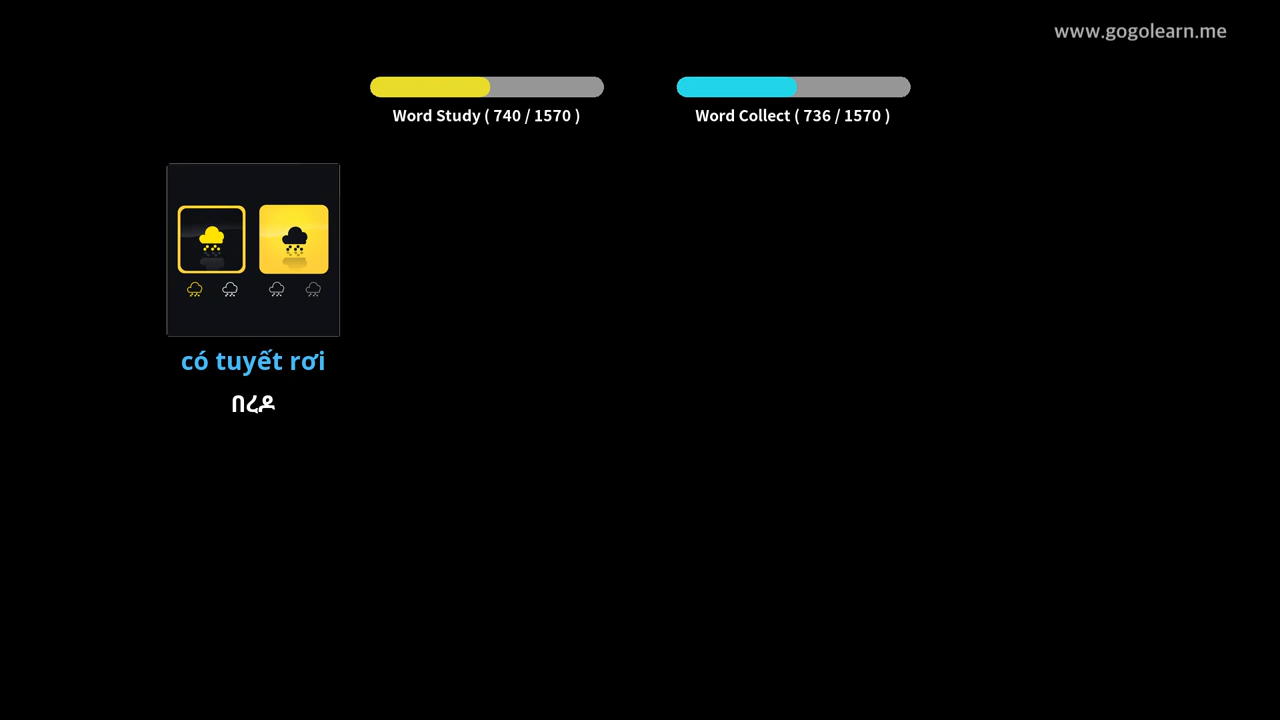 www.gogolearn.me
Word Study ( 740 / 1570 )
Word Collect ( 736 / 1570 )
có tuyết rơi
በረዶ